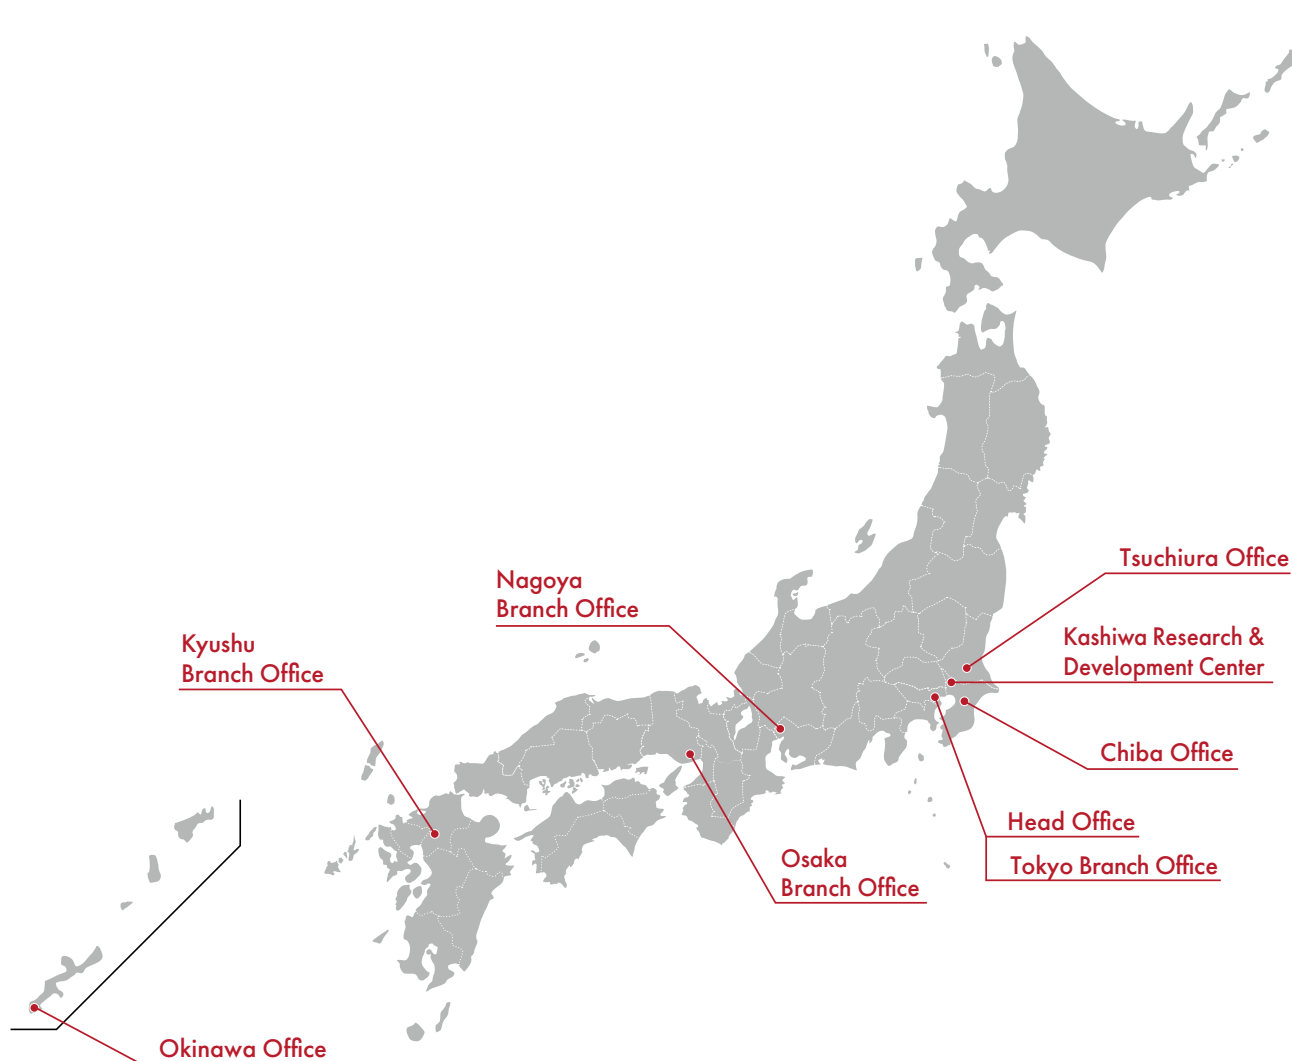 Tsuchiura Office
Nagoya
Branch Office
Kyushu
Branch Office
Kashiwa Research &
Development Center
Chiba Office
Head Office
Tokyo Branch Office
Osaka
Branch Office
Okinawa Office